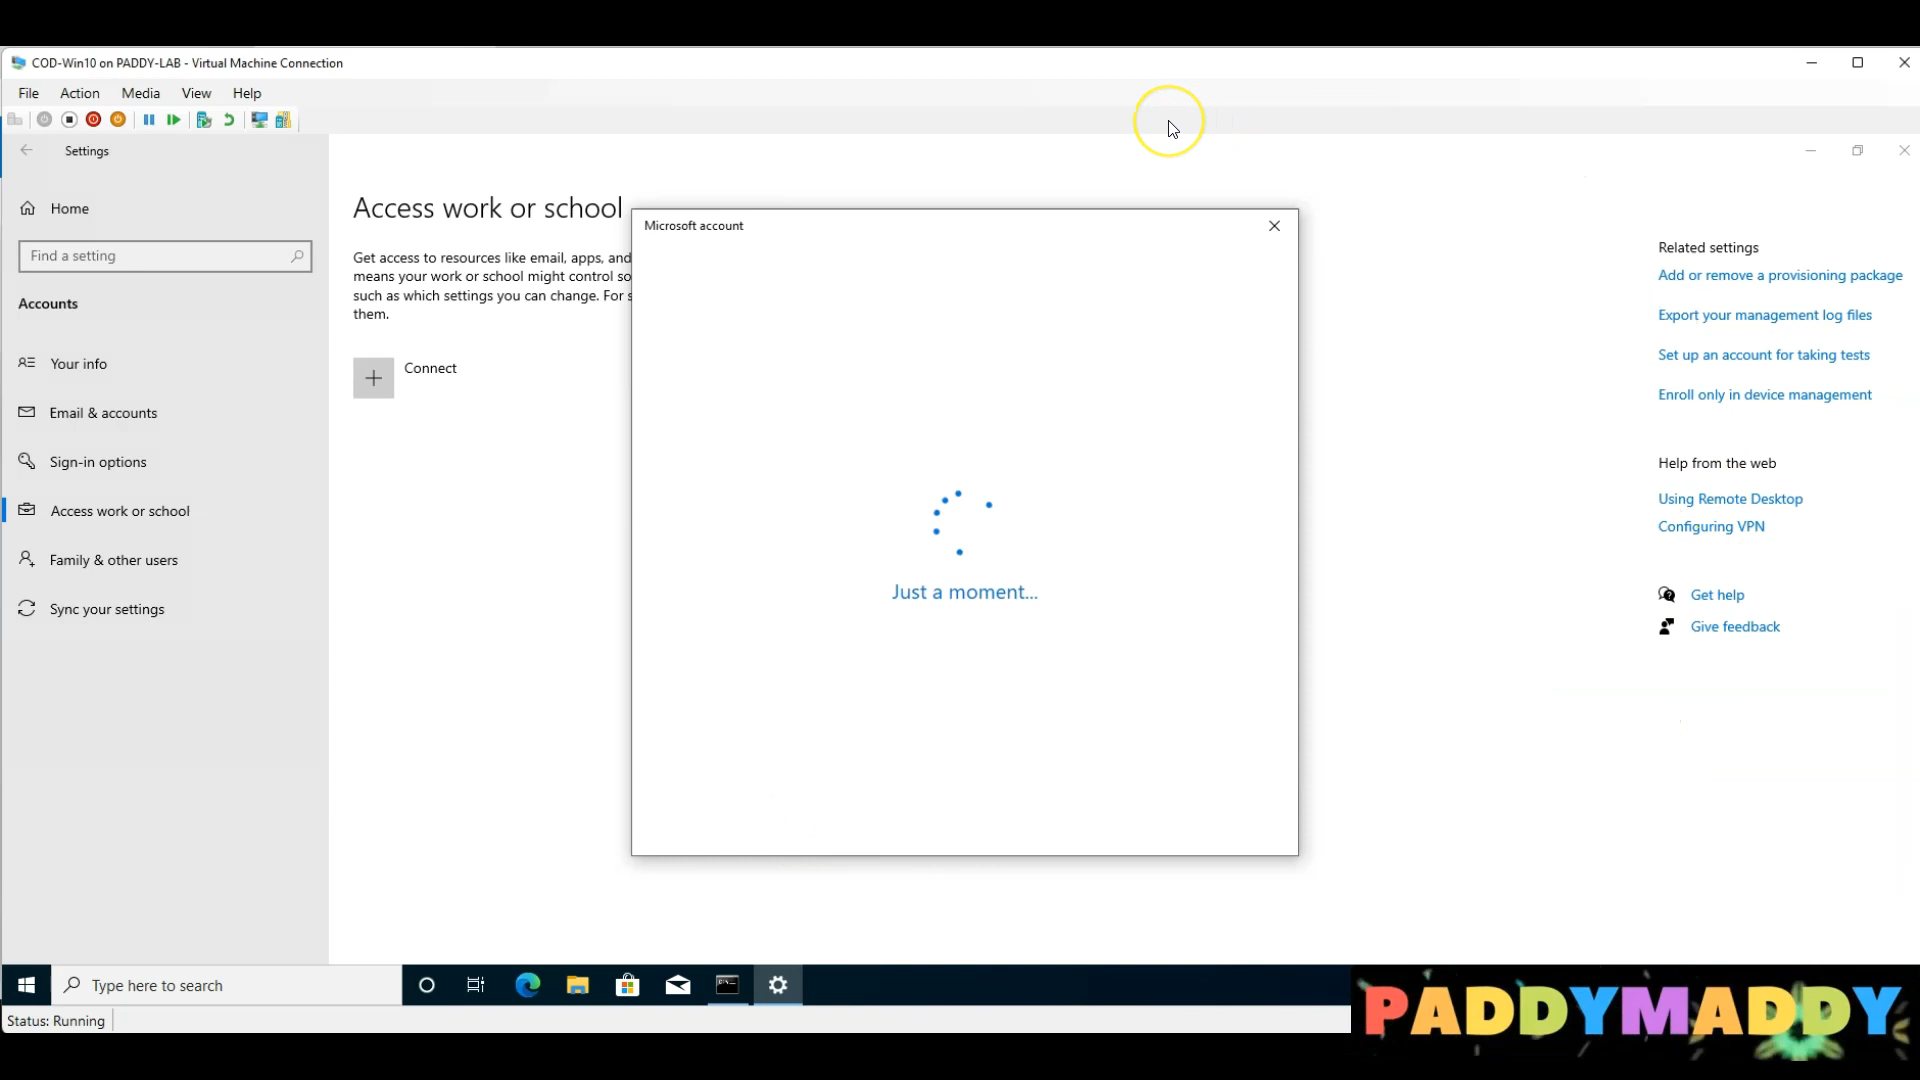 COD-Win10 on PADDY-LAB - Virtual Machine Connection
File Action Media View Help
Settings
Home
Find a setting
Accounts
Your info
Email & accounts
Sign-in options
Access work or school
Family & other users
Sync your settings
Access work or school
Get access to resources like email, apps, and
means your work or school might control so
such as which settings you can change. For s
them.
Connect
Microsoft account
Just a moment...
Related settings
Add or remove a provisioning package
Export your management log files
Set up an account for taking tests
Enroll only in device management
Help from the web
Using Remote Desktop
Configuring VPN
Get help
Give feedback
Type here to search
Status: Running
PADDYMADDY